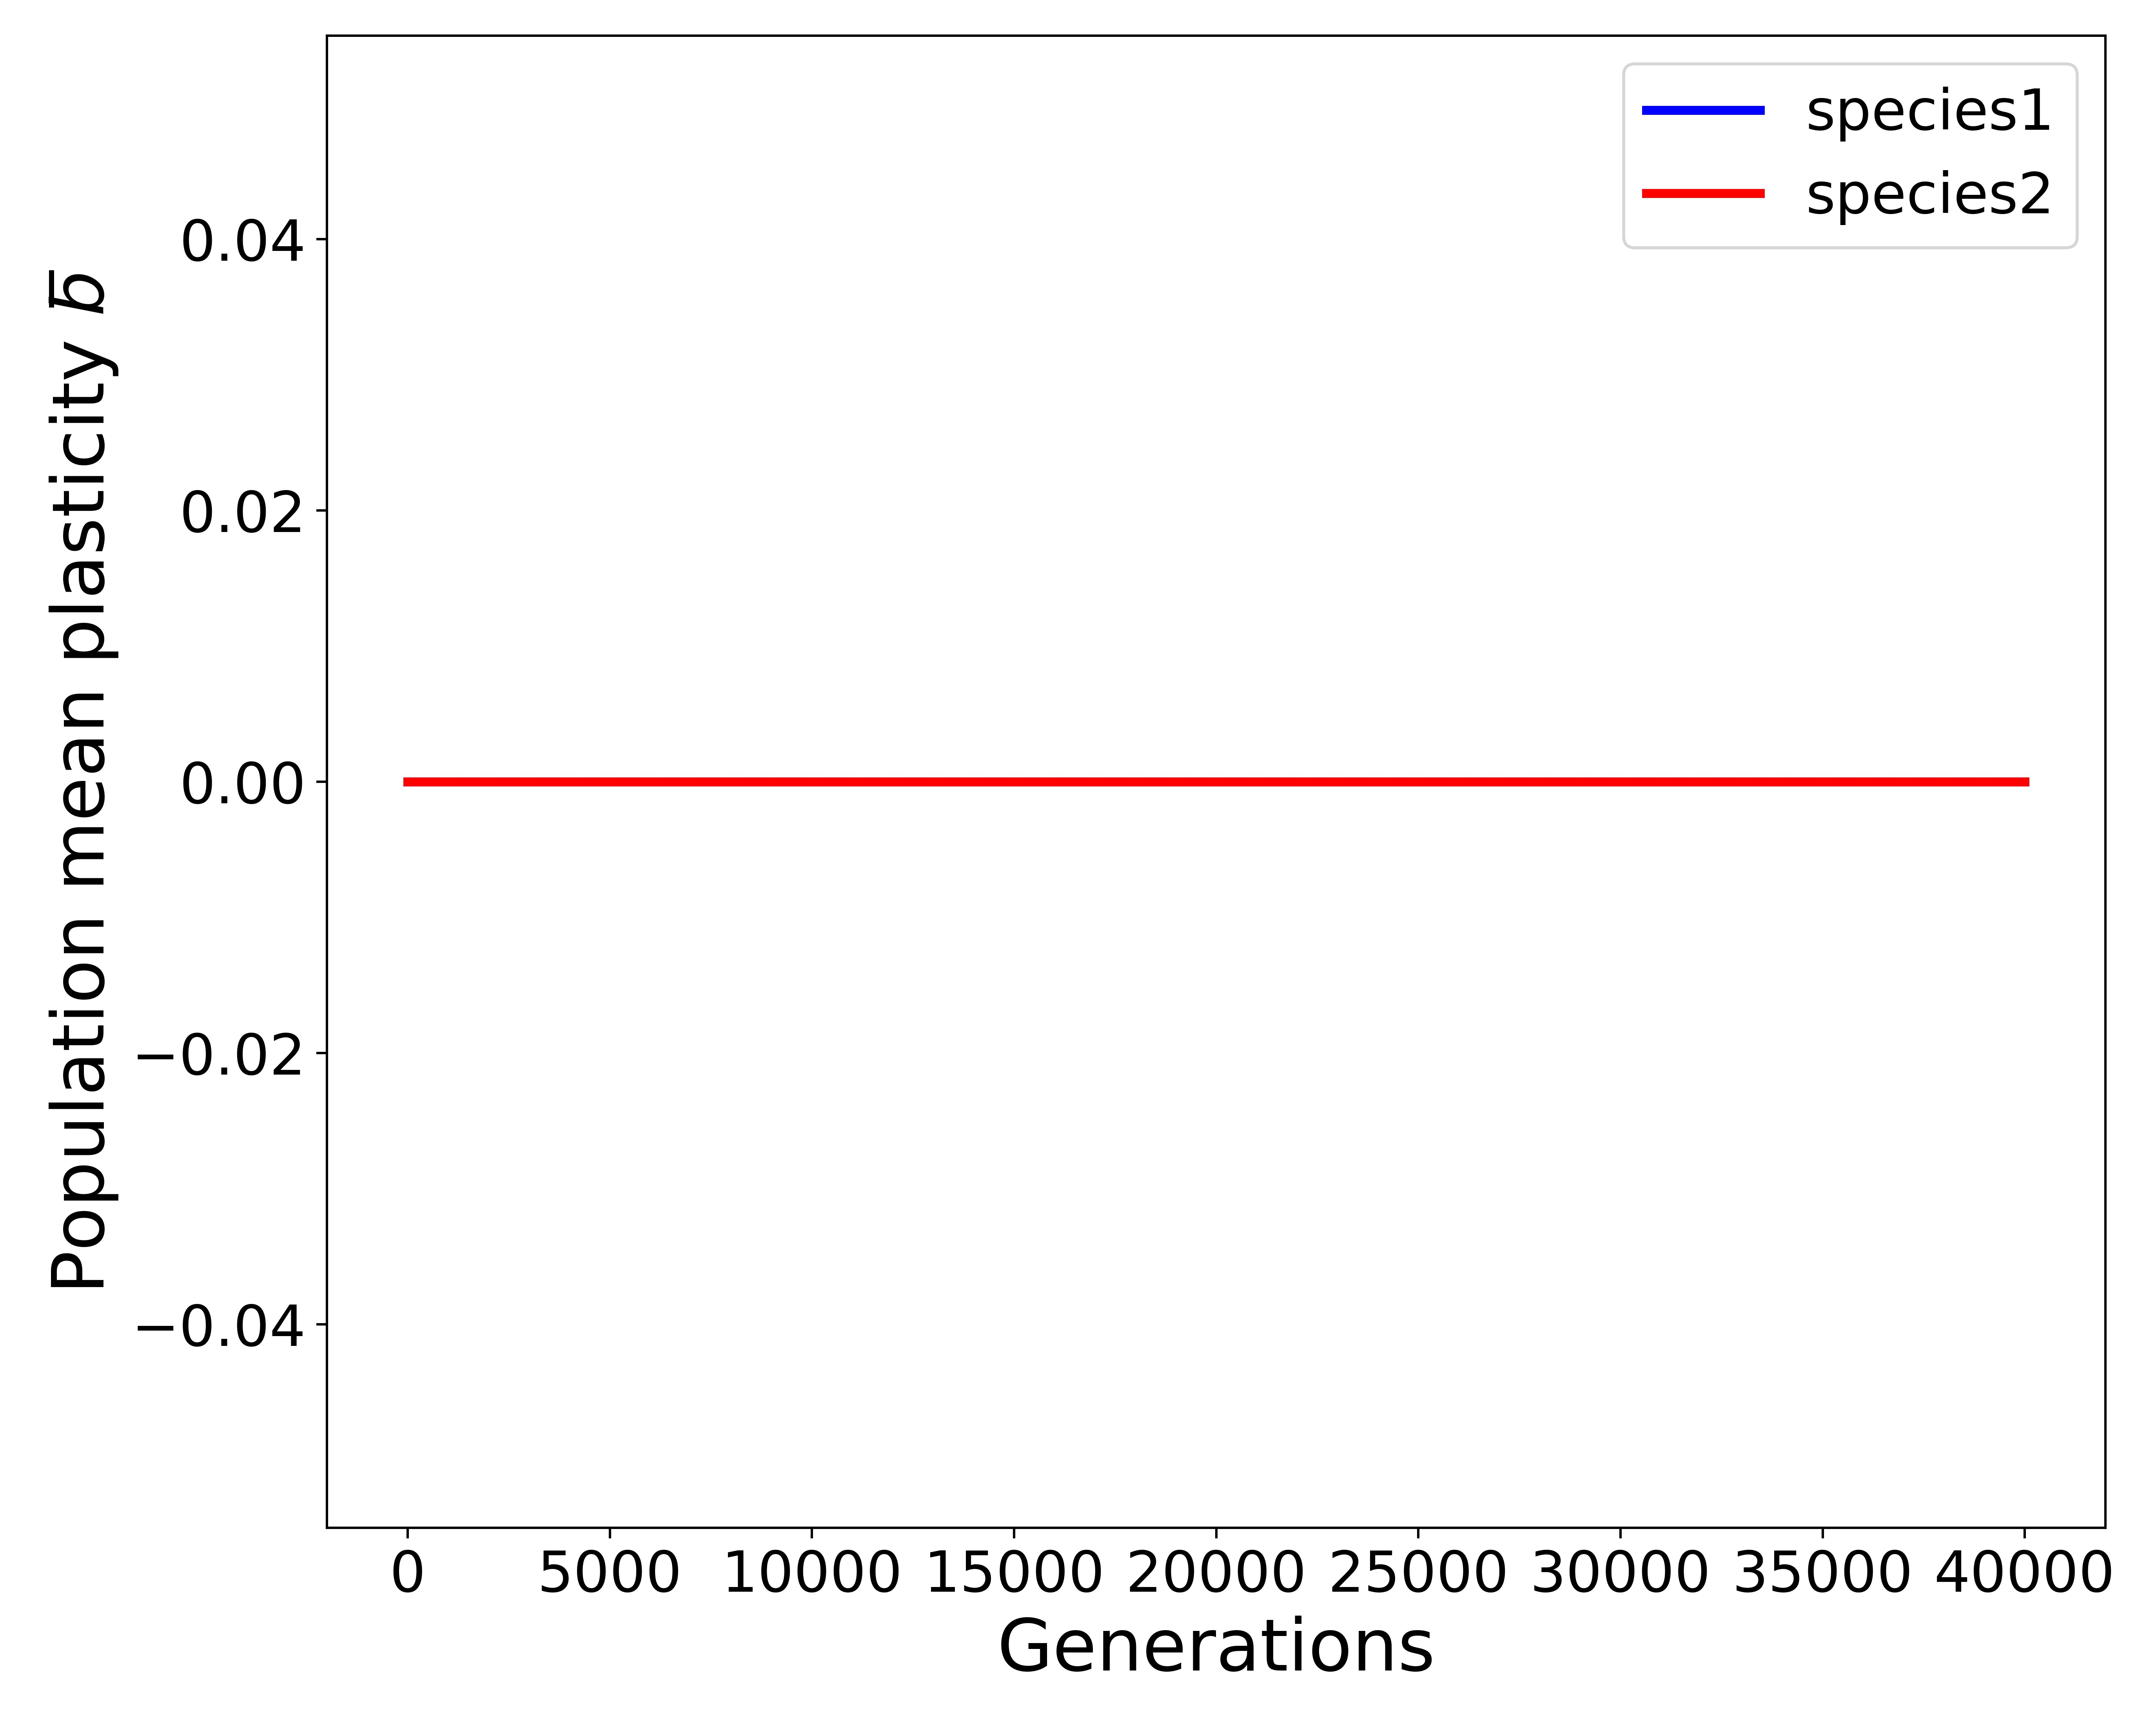 species1
species2
Population mean plasticity b̅
0.04
0.02
0.00
−0.02
−0.04
0 5000 10000 15000 20000 25000 30000 35000 40000
Generations